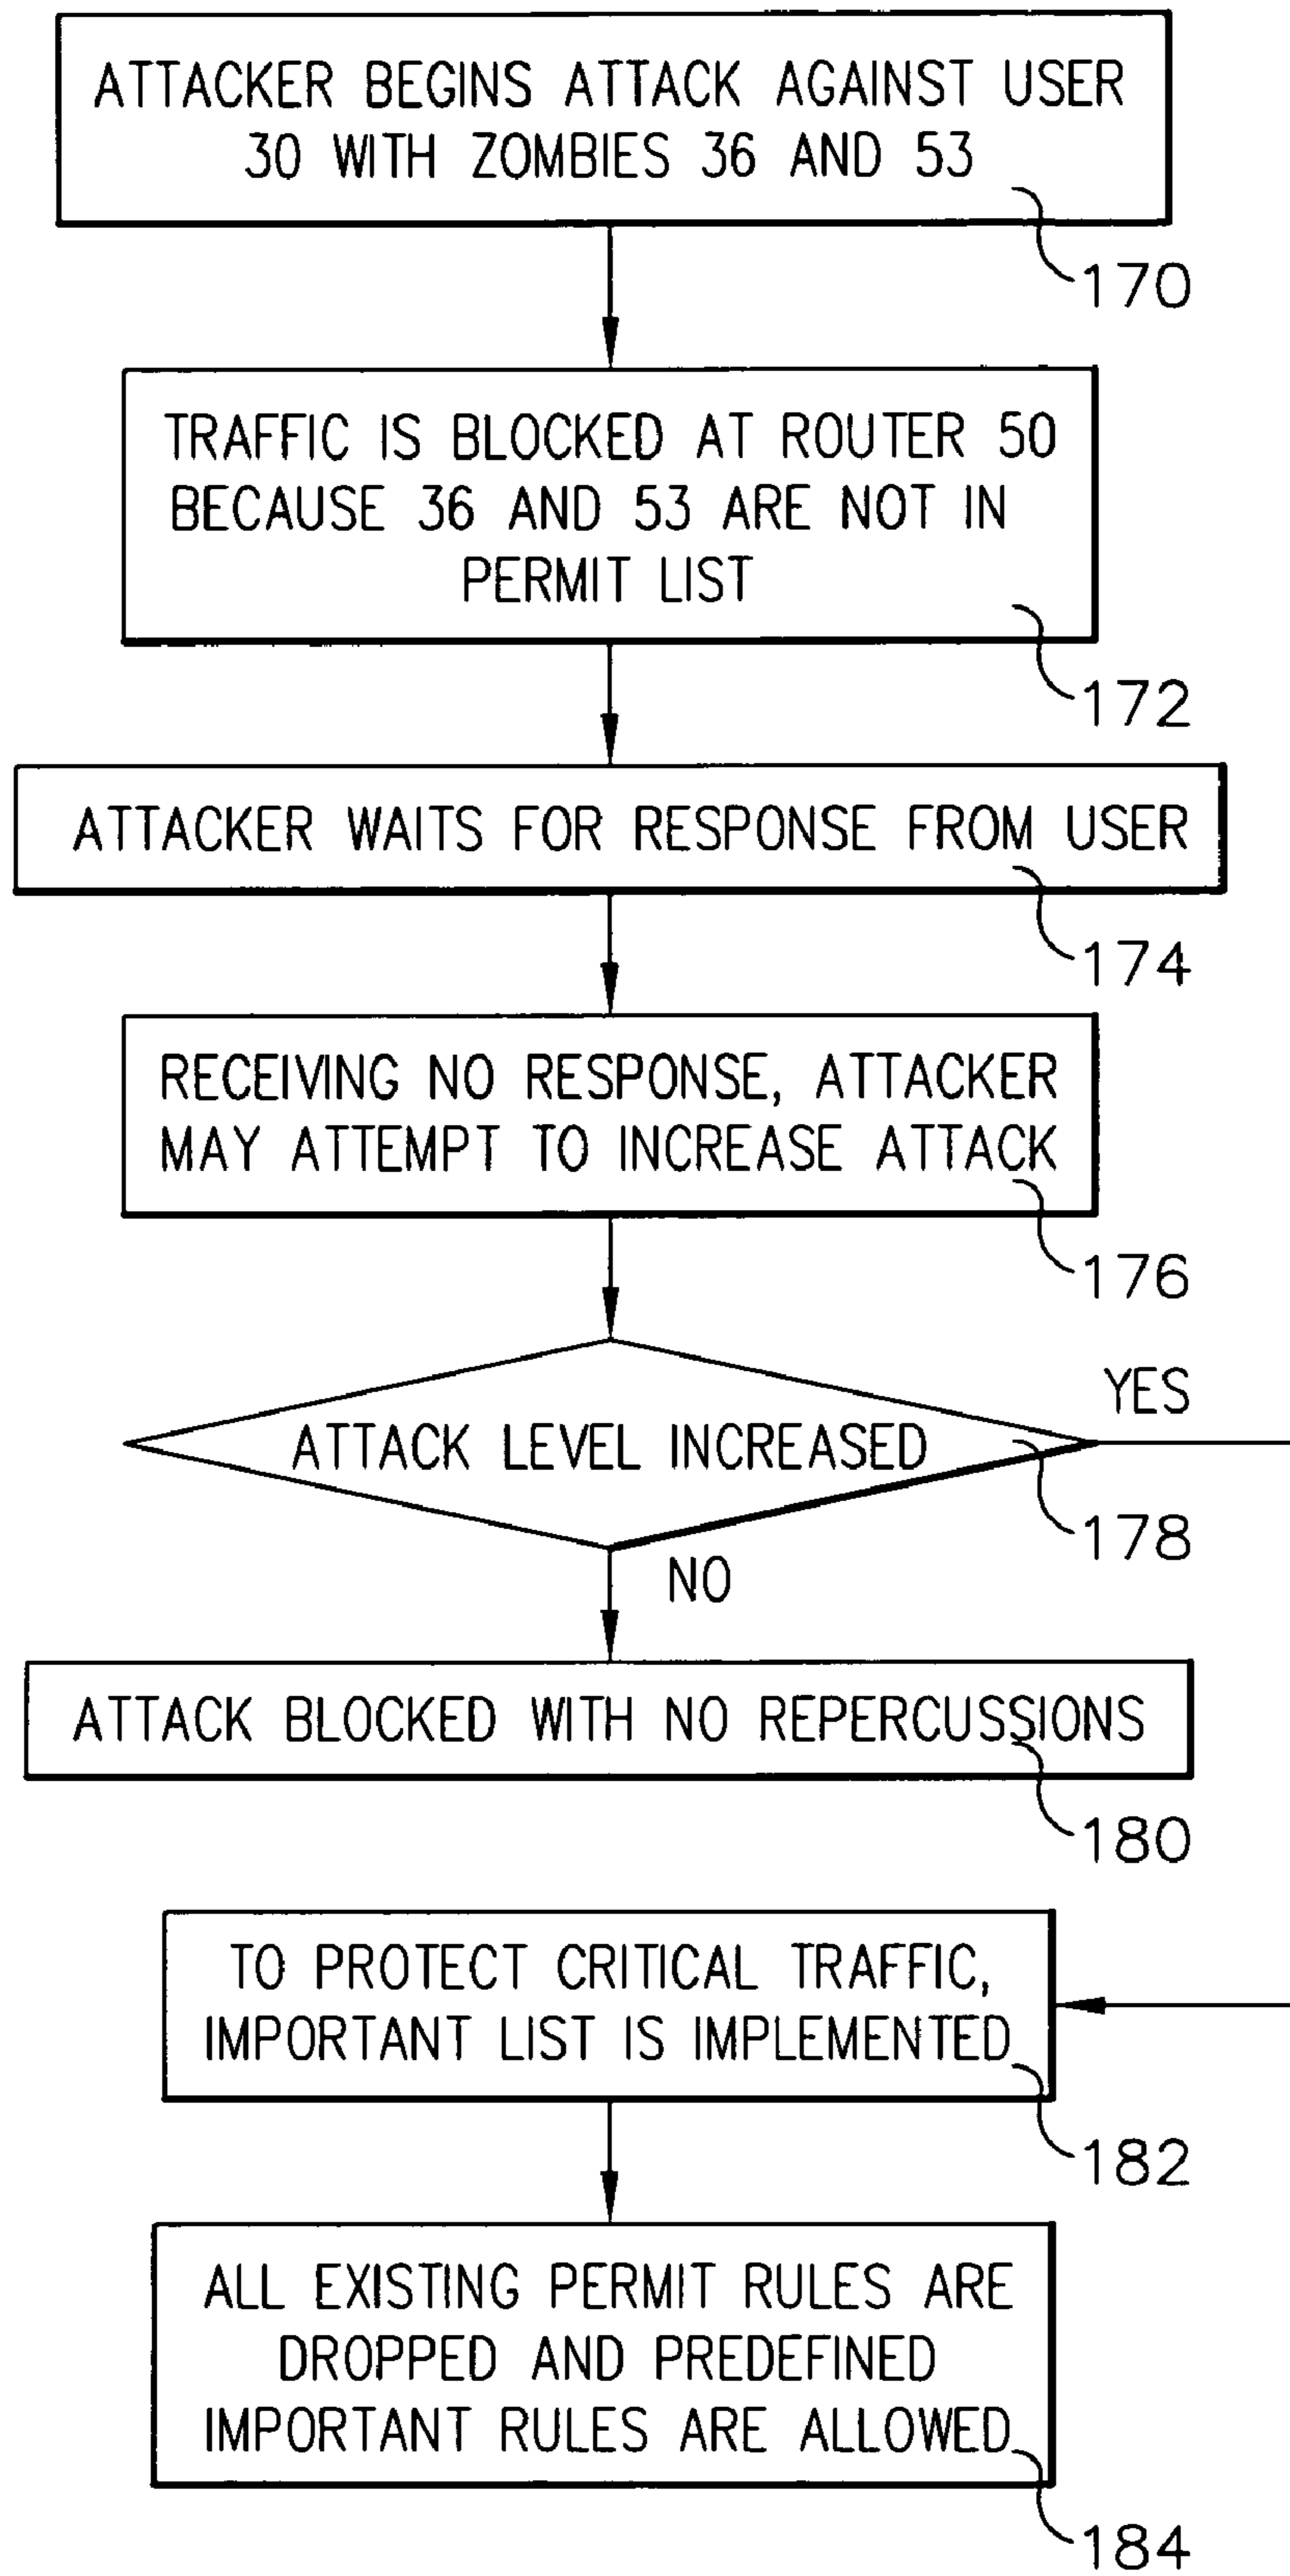 ATTACKER BEGINS ATTACK AGAINST USER
30 WITH ZOMBIES 36 AND 53
170
TRAFFIC IS BLOCKED AT ROUTER 50
BECAUSE 36 AND 53 ARE NOT IN
PERMIT LIST
172
ATTACKER WAITS FOR RESPONSE FROM USER
174
RECEIVING NO RESPONSE, ATTACKER
MAY ATTEMPT TO INCREASE ATTACK
176
YES
ATTACK LEVEL INCREASED
178
NO
ATTACK BLOCKED WITH NO REPERCUSSIONS
180
TO PROTECT CRITICAL TRAFFIC,
IMPORTANT LIST IS IMPLEMENTED
182
ALL EXISTING PERMIT RULES ARE
DROPPED AND PREDEFINED
IMPORTANT RULES ARE ALLOWED
184